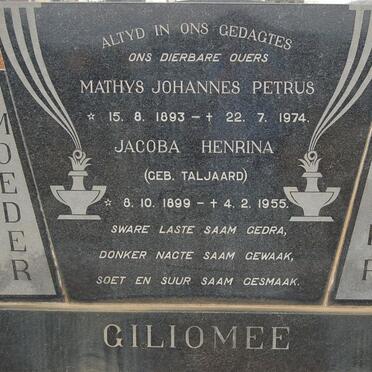 ALTYD IN ONS GEDAGTES
ONS DIERBARE OUERS
MATHYS JOHANNES PETRUS
☆ 15. 8. 1893 – † 22. 7. 1974.
JACOBA HENRINA
(GEB. TALJAARD)
☆ 8. 10. 1899 – † 4. 2. 1955.
SWARE LASTE SAAM GEDRA,
DONKER NAGTE SAAM GEWAAK,
SOET EN SUUR SAAM GESMAAK.
MOEDER
GILIOMEE